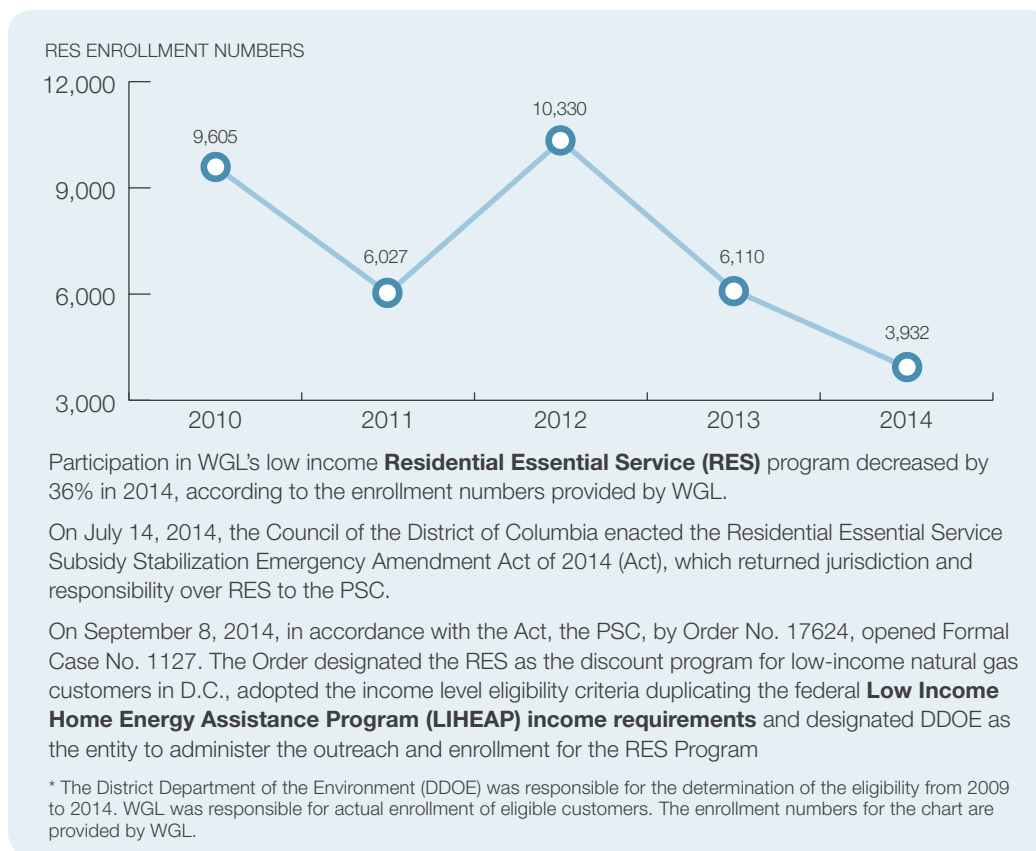 RES ENROLLMENT NUMBERS
12,000
9,000
6,000
3,000
9,605
6,027
10,330
6,110
3,932
2010 2011 2012 2013 2014
Participation in WGL's low income Residential Essential Service (RES) program decreased by
36% in 2014, according to the enrollment numbers provided by WGL.
On July 14, 2014, the Council of the District of Columbia enacted the Residential Essential Service
Subsidy Stabilization Emergency Amendment Act of 2014 (Act), which returned jurisdiction and
responsibility over RES to the PSC.
On September 8, 2014, in accordance with the Act, the PSC, by Order No. 17624, opened Formal
Case No. 1127. The Order designated the RES as the discount program for low-income natural gas
customers in D.C., adopted the income level eligibility criteria duplicating the federal Low Income
Home Energy Assistance Program (LIHEAP) income requirements and designated DDOE as
the entity to administer the outreach and enrollment for the RES Program
* The District Department of the Environment (DDOE) was responsible for the determination of the eligibility from 2009
to 2014. WGL was responsible for actual enrollment of eligible customers. The enrollment numbers for the chart are
provided by WGL.